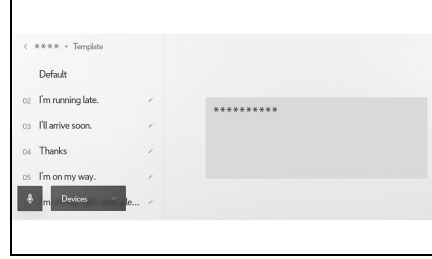 **** • Template
Default
02 I'm running late.
03 I'll arrive soon.
04 Thanks
05 I'm on my way.
Devices
**********